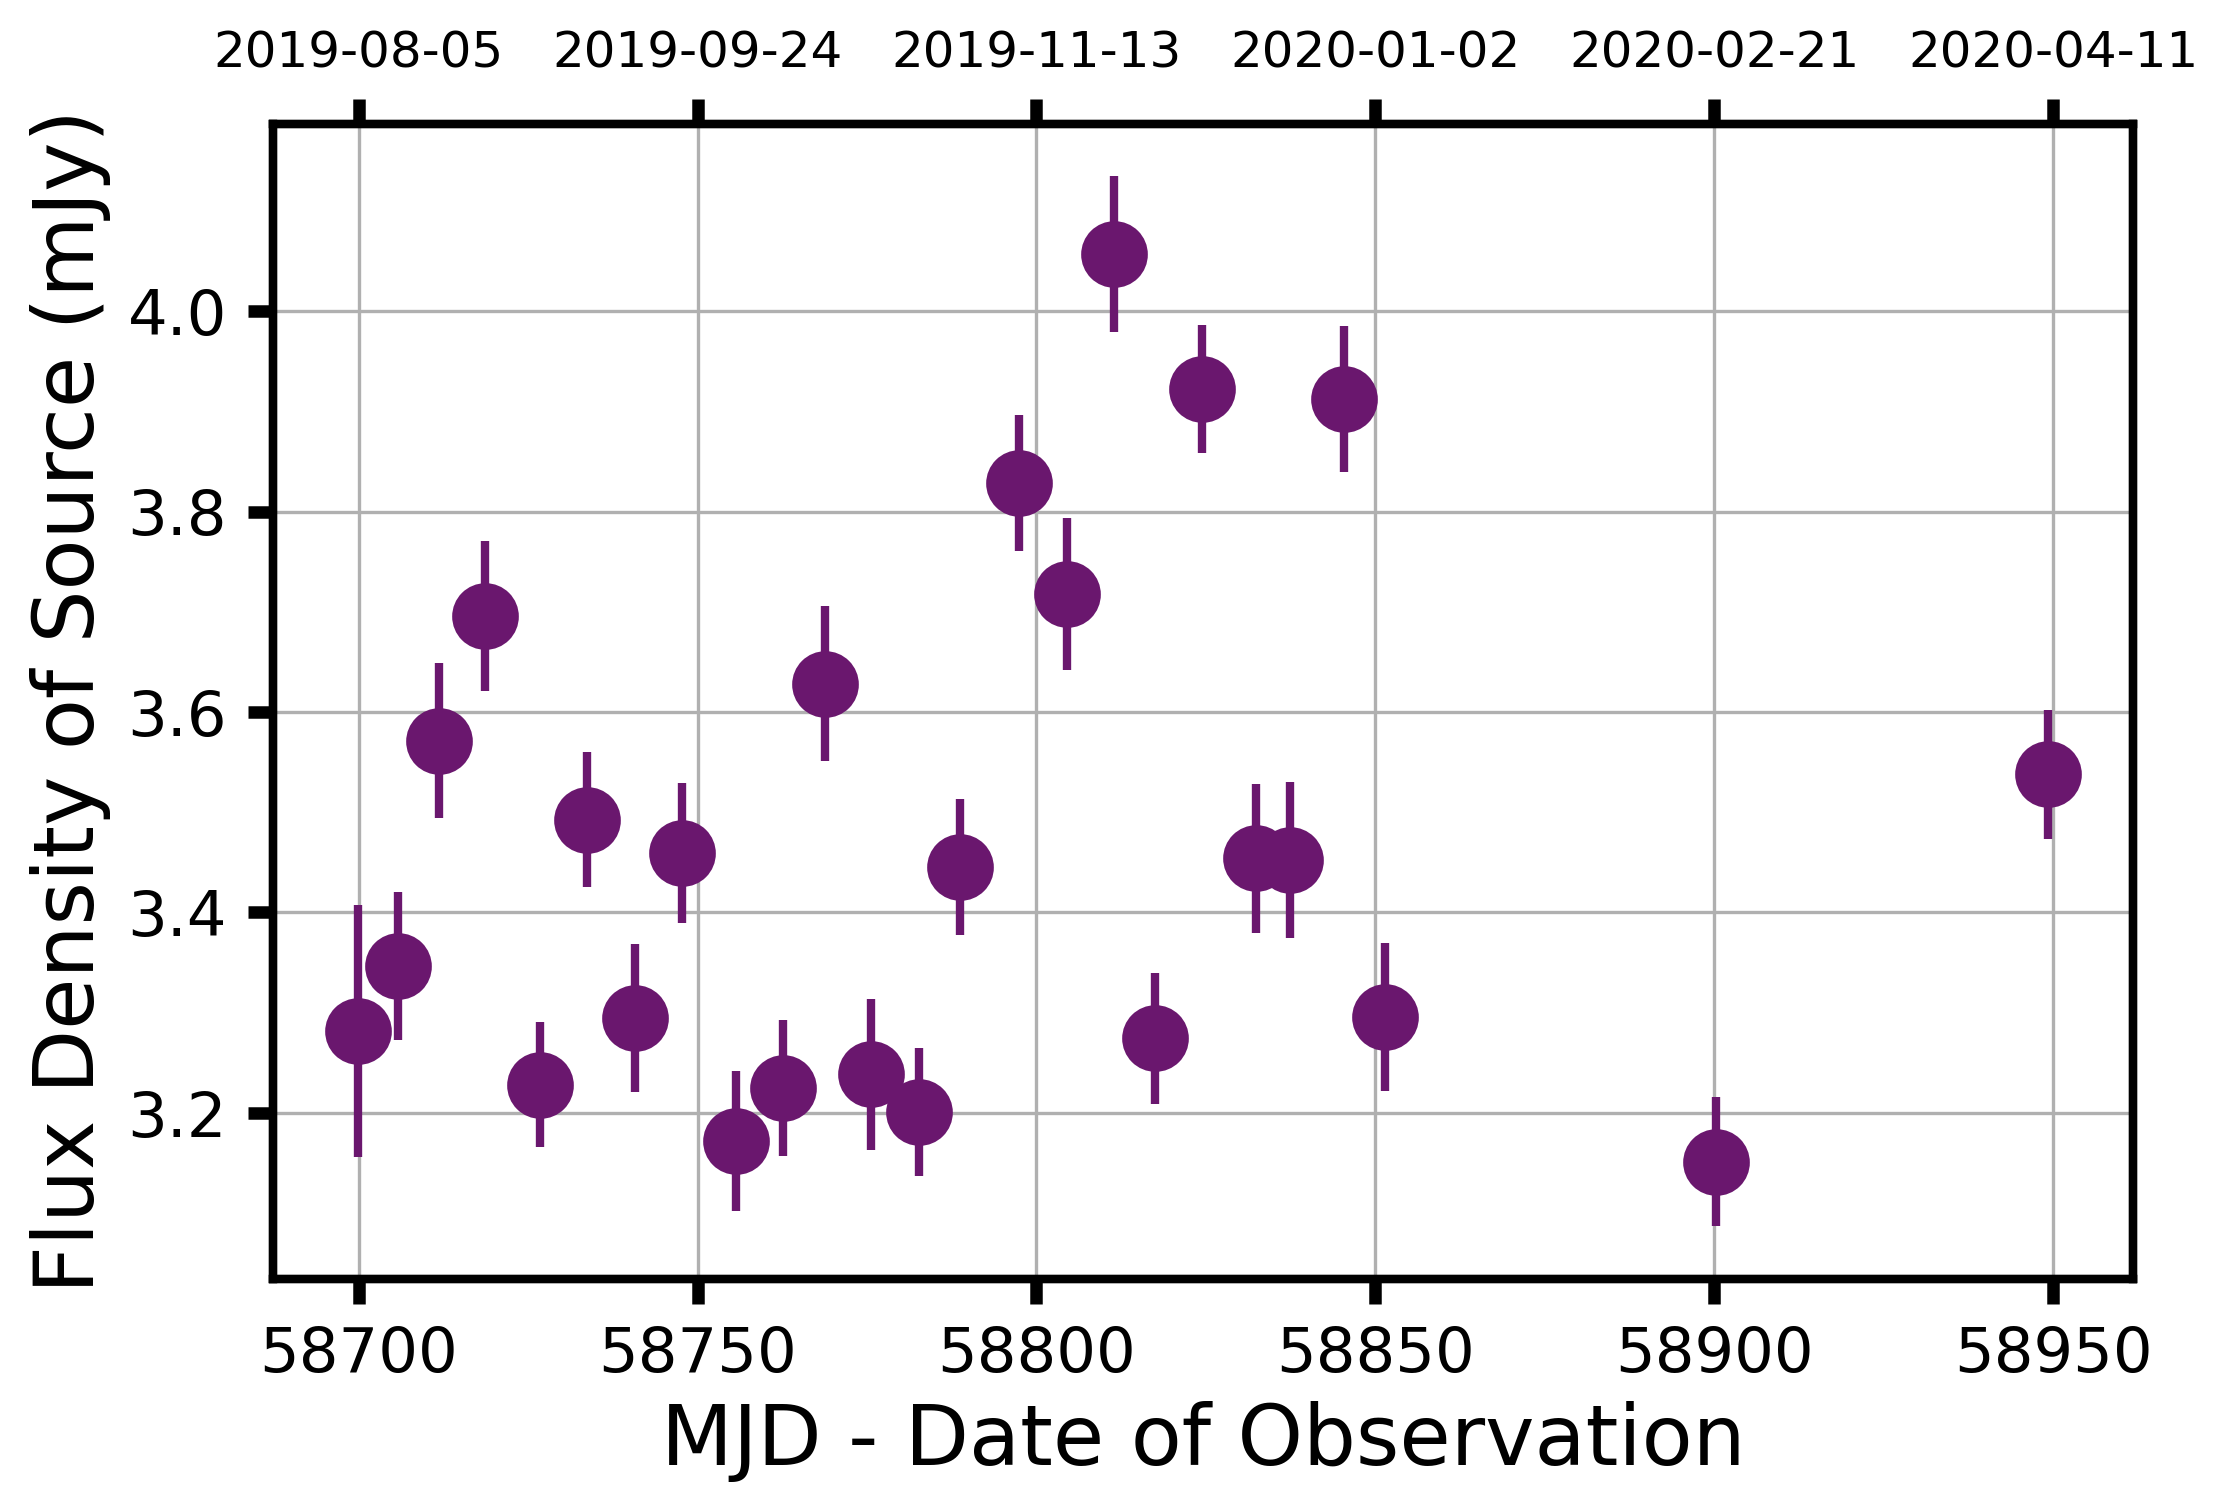 2019-08-05 2019-09-24 2019-11-13 2020-01-02 2020-02-21 2020-04-11
Flux Density of Source (mJy)
4.0
3.8
3.6
3.4
3.2
58700 58750 58800 58850 58900 58950
MJD - Date of Observation